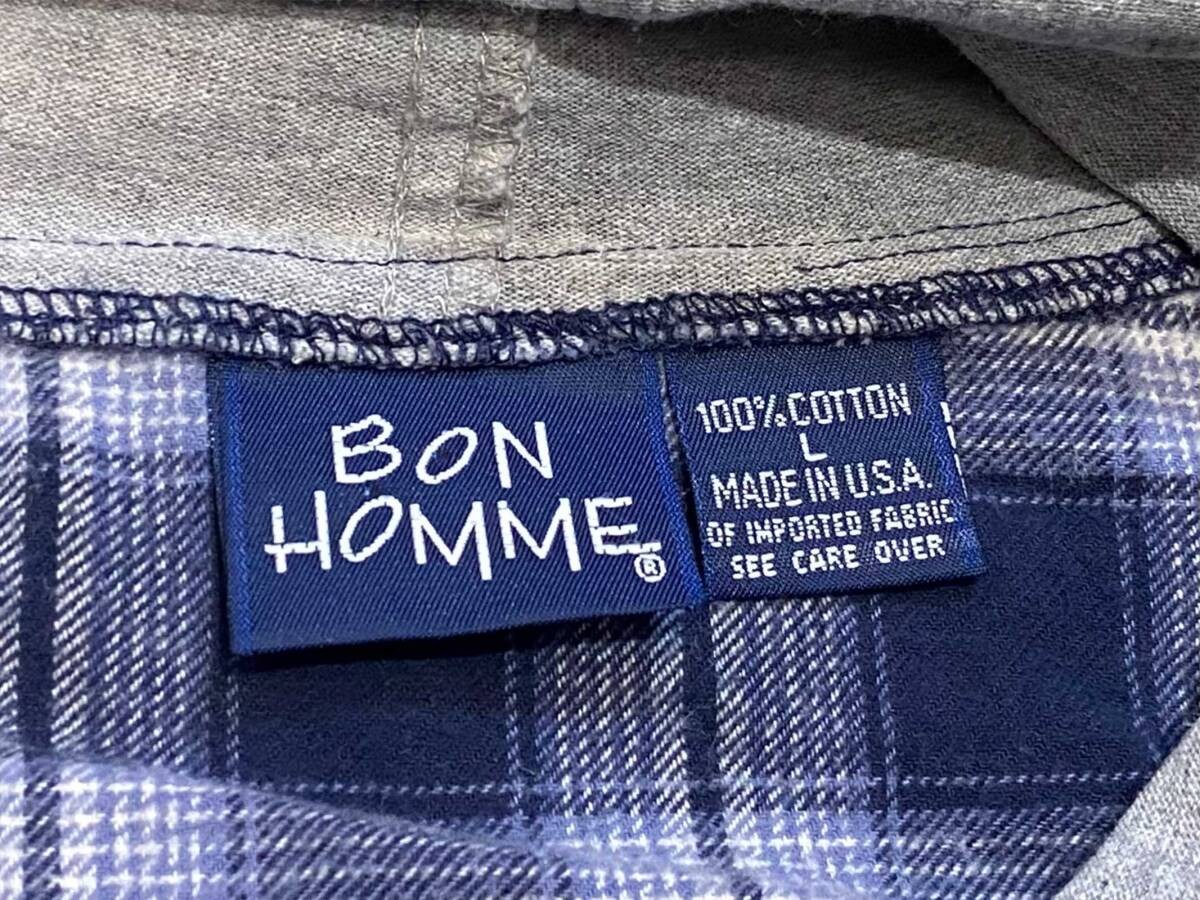 BON
HOMME®
100% COTTON
L
MADE IN U.S.A.
OF IMPORTED FABRIC
SEE CARE OVER